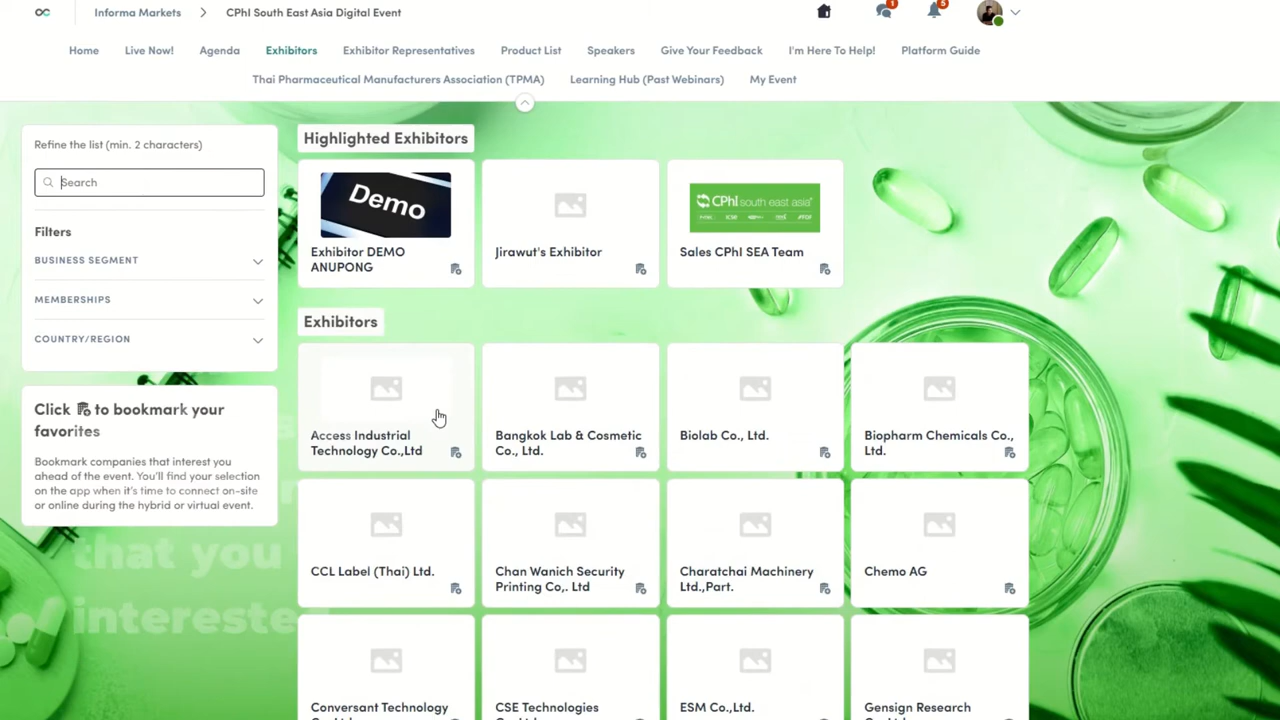 Informa Markets
CPhI South East Asia Digital Event
1
5
Home
Live Now!
Agenda
Exhibitors
Exhibitor Representatives
Product List
Speakers
Give Your Feedback
I'm Here To Help!
Platform Guide
Thai Pharmaceutical Manufacturers Association (TPMA)
Learning Hub (Past Webinars)
My Event
Refine the list (min. 2 characters)
Search
Filters
BUSINESS SEGMENT
MEMBERSHIPS
COUNTRY/REGION
Click to bookmark your
favorites
Bookmark companies that interest you
ahead of the event. You'll find your selection
on the app when it's time to connect on-site
or online during the hybrid or virtual event.
that you
interested
Highlighted Exhibitors
Demo
Exhibitor DEMO
ANUPONG
Jirawut's Exhibitor
CPhI south east asia
Sales CPhI SEA Team
Exhibitors
Access Industrial
Technology Co.,Ltd
Bangkok Lab & Cosmetic
Co., Ltd.
Biolab Co., Ltd.
Biopharm Chemicals Co.,
Ltd.
CCL Label (Thai) Ltd.
Chan Wanich Security
Printing Co,. Ltd
Charatchai Machinery
Ltd.,Part.
Chemo AG
Conversant Technology
CSE Technologies
ESM Co.,Ltd.
Gensign Research